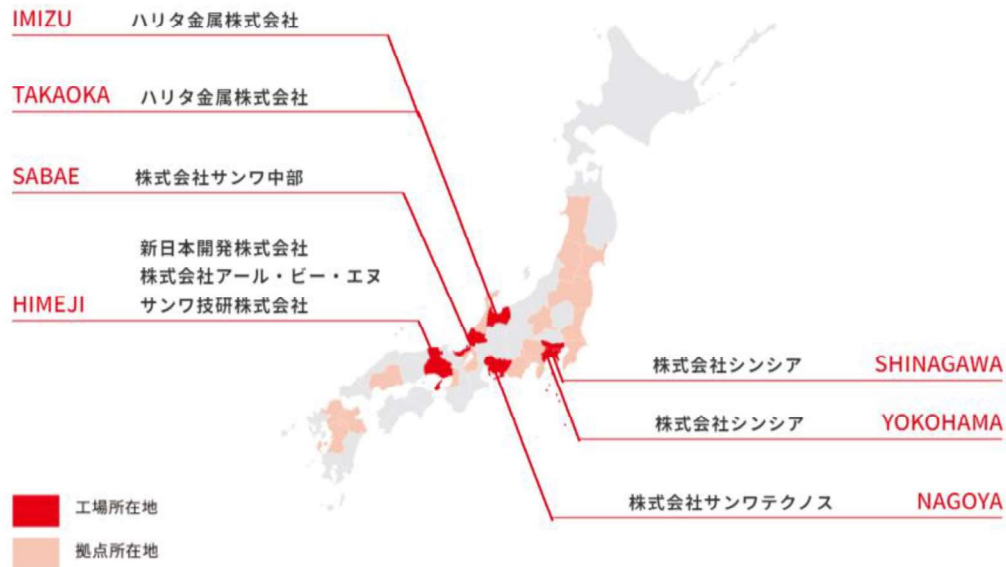 IMIZU ハリタ金属株式会社
TAKAOKA ハリタ金属株式会社
SABAE 株式会社サンワ中部
新日本開発株式会社
株式会社アール・ビー・エヌ
HIMEJI サンワ技研株式会社
株式会社シンシア SHINAGAWA
株式会社シンシア YOKOHAMA
株式会社サンワテクノス NAGOYA
工場所在地
拠点所在地